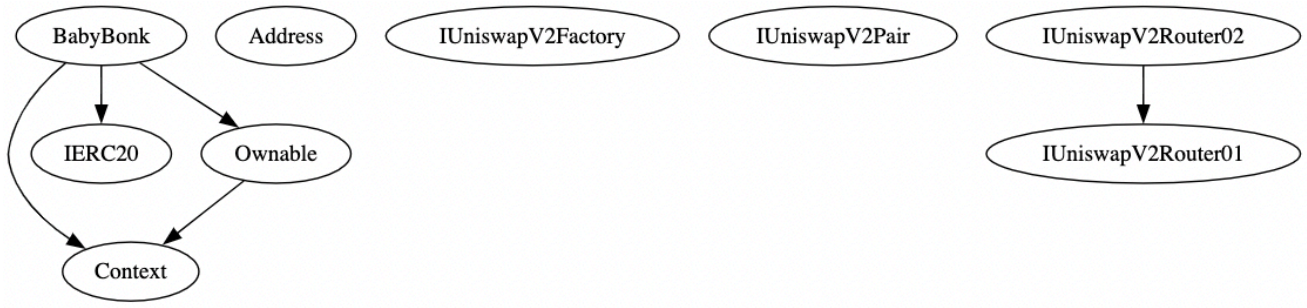 BabyBonk
Address
IUniswapV2Factory
IUniswapV2Pair
IUniswapV2Router02
IERC20
Ownable
IUniswapV2Router01
Context